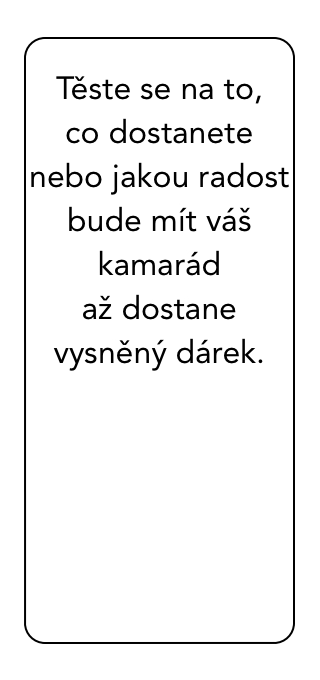 Těste se na to,
co dostanete
nebo jakou radost
bude mít váš
kamarád
až dostane
vysněný dárek.